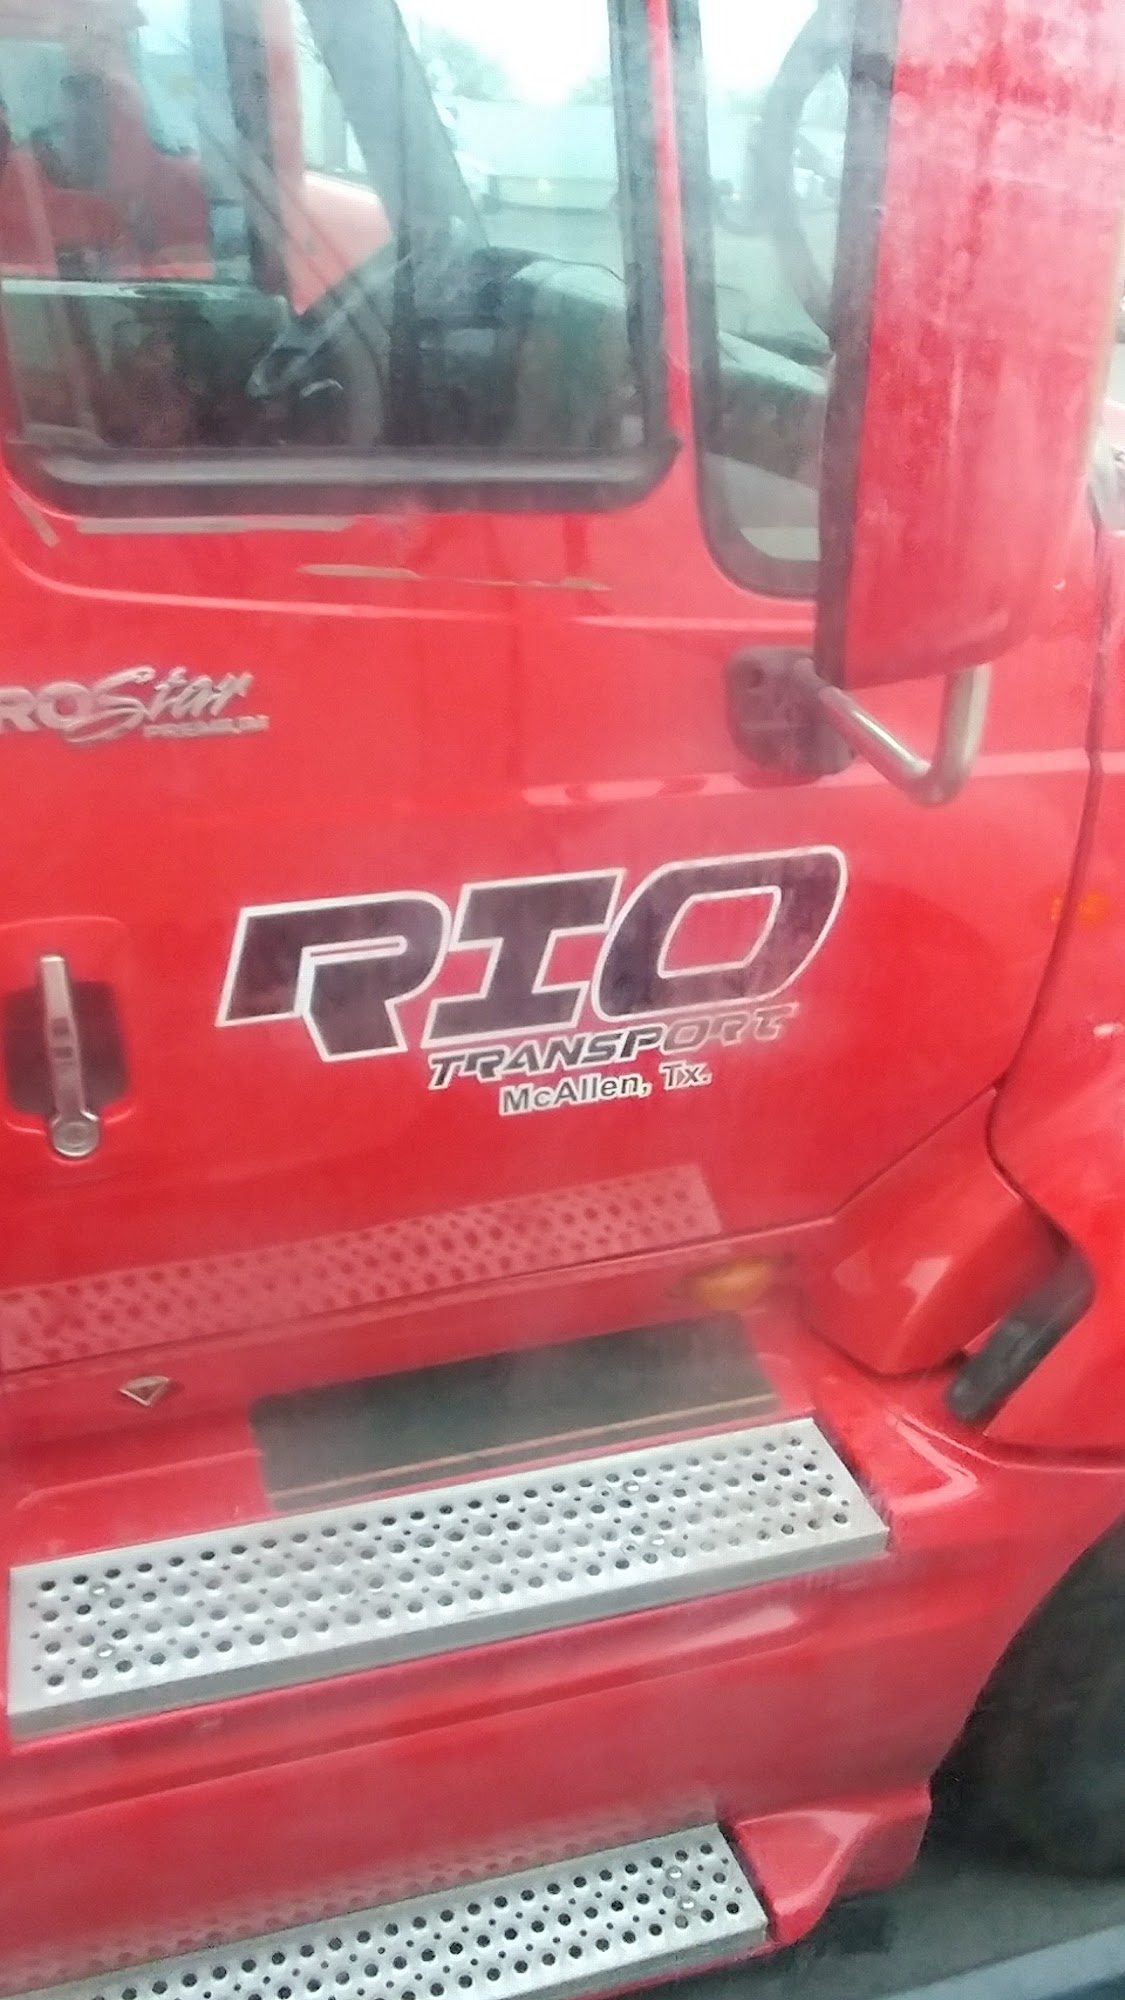 ROStar
PREMIUM
RIO
TRANSPORT
McAllen, Tx.